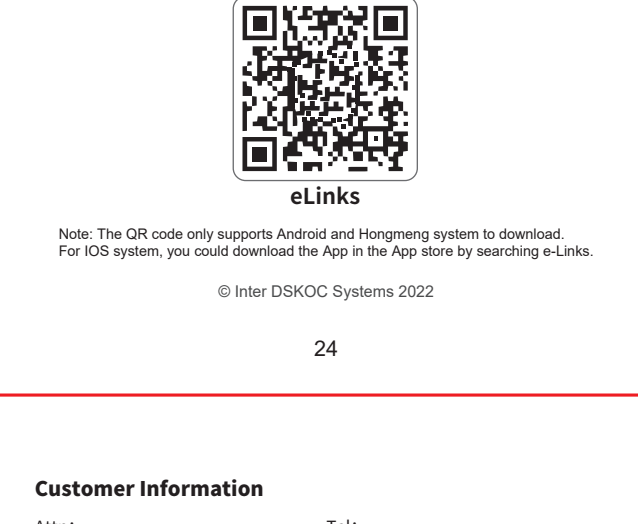 eLinks
Note: The QR code only supports Android and Hongmeng system to download.
For IOS system, you could download the App in the App store by searching e-Links.
© Inter DSKOC Systems 2022
24
Customer Information